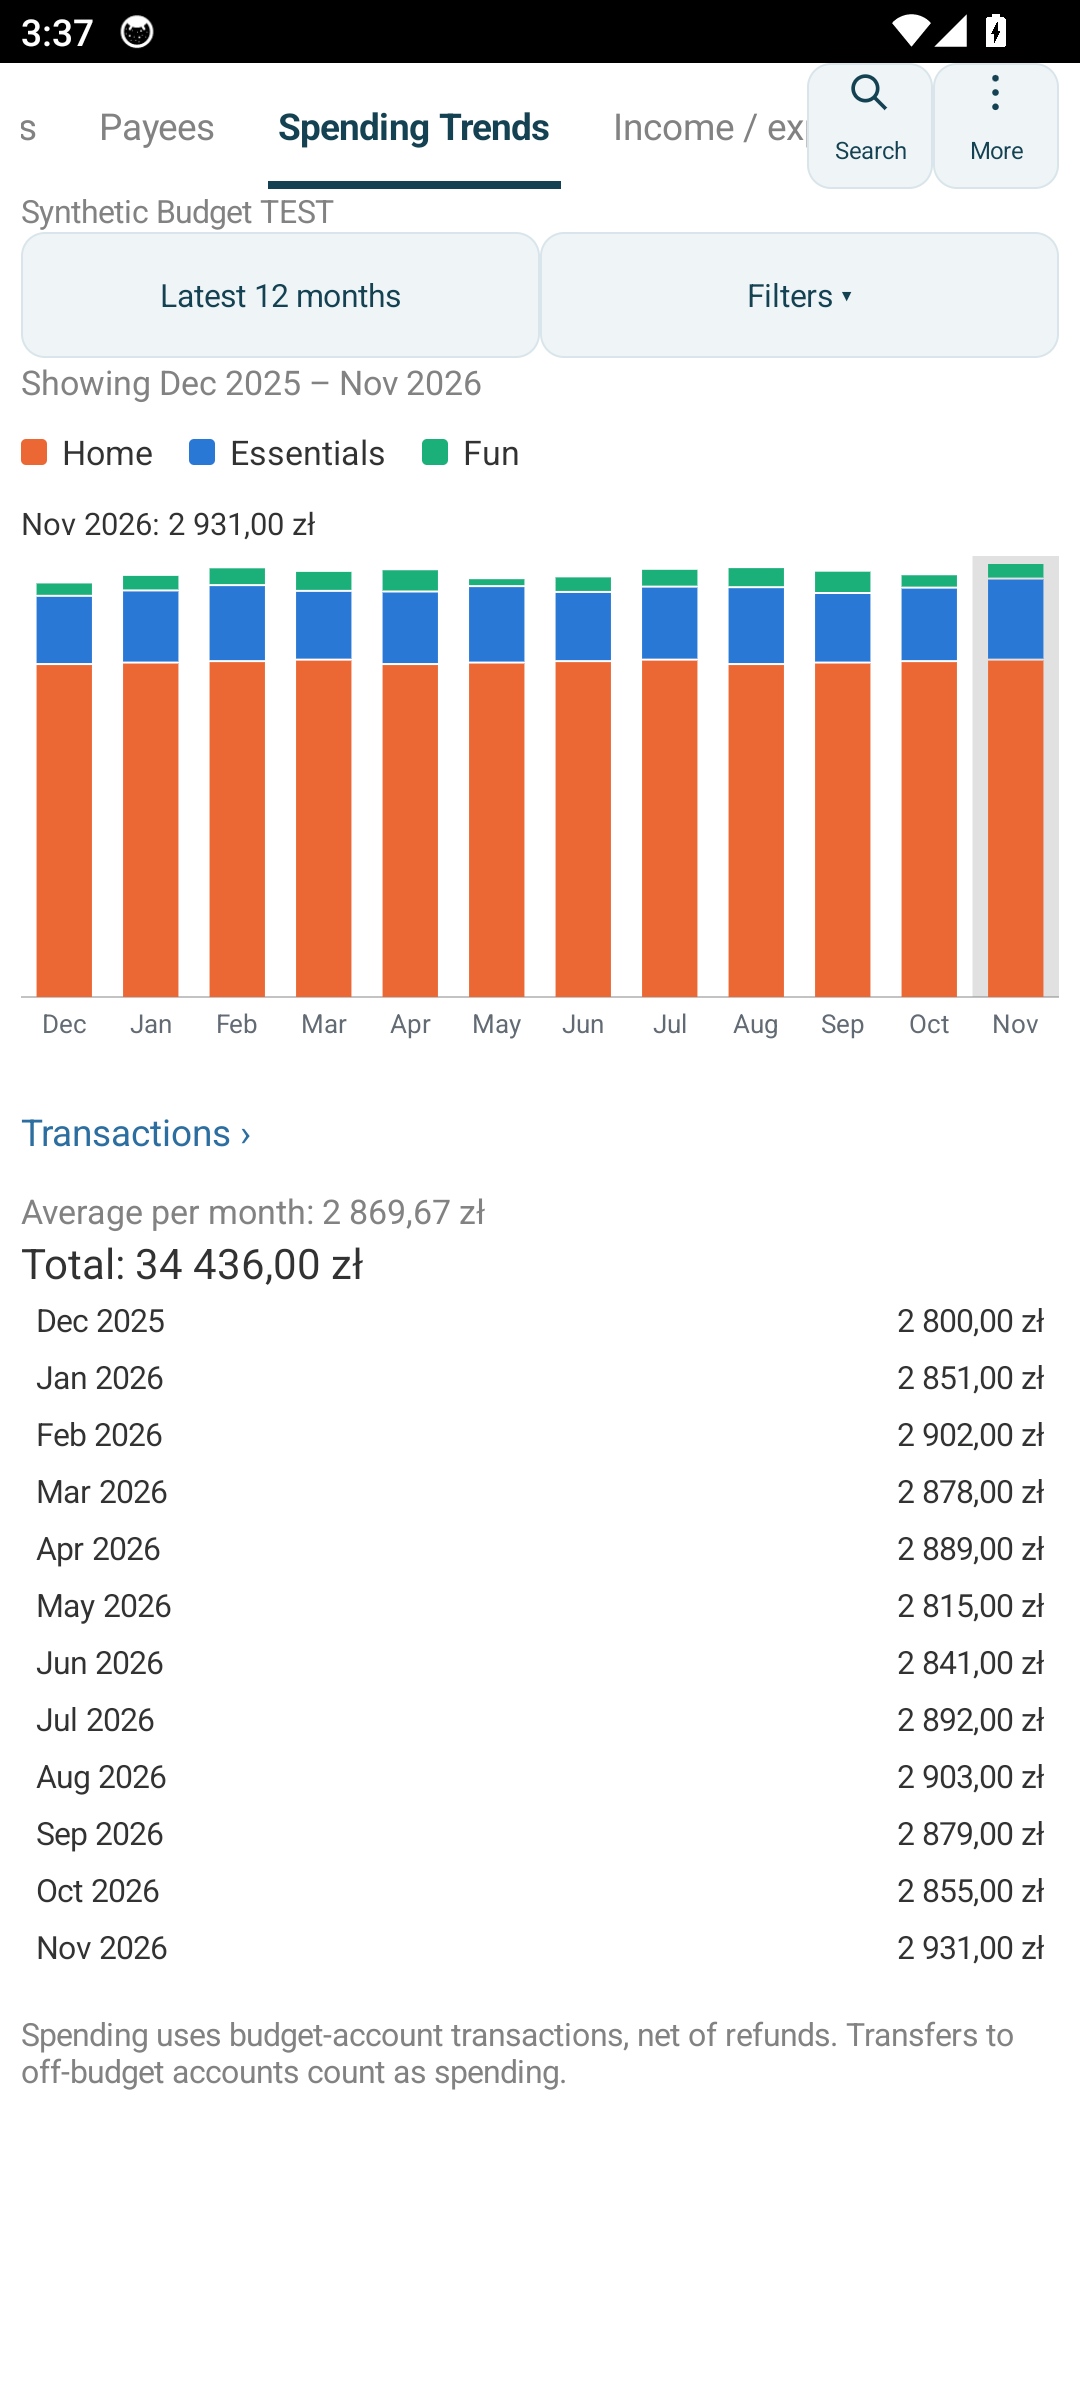 3:37
s Payees Spending Trends Income / exp
Search More
Synthetic Budget TEST
Latest 12 months Filters ▾
Showing Dec 2025 – Nov 2026
Home Essentials Fun
Nov 2026: 2 931,00 zł
Dec Jan Feb Mar Apr May Jun Jul Aug Sep Oct Nov
Transactions ›
Average per month: 2 869,67 zł
Total: 34 436,00 zł
Dec 2025 2 800,00 zł
Jan 2026 2 851,00 zł
Feb 2026 2 902,00 zł
Mar 2026 2 878,00 zł
Apr 2026 2 889,00 zł
May 2026 2 815,00 zł
Jun 2026 2 841,00 zł
Jul 2026 2 892,00 zł
Aug 2026 2 903,00 zł
Sep 2026 2 879,00 zł
Oct 2026 2 855,00 zł
Nov 2026 2 931,00 zł
Spending uses budget-account transactions, net of refunds. Transfers to
off-budget accounts count as spending.